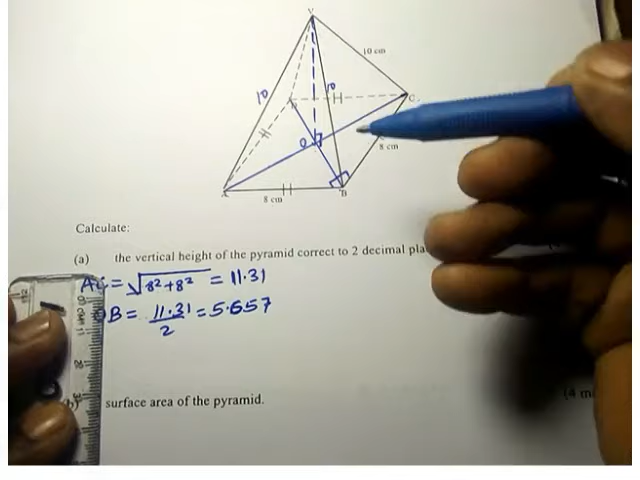 V
10 cm
10
10
D
C
O
8 cm
A
8 cm
B
Calculate:
(a) the vertical height of the pyramid correct to 2 decimal
AC = √8²+8² = 11.31
OB = 11.31/2 = 5.657
surface area of the pyramid.
(4